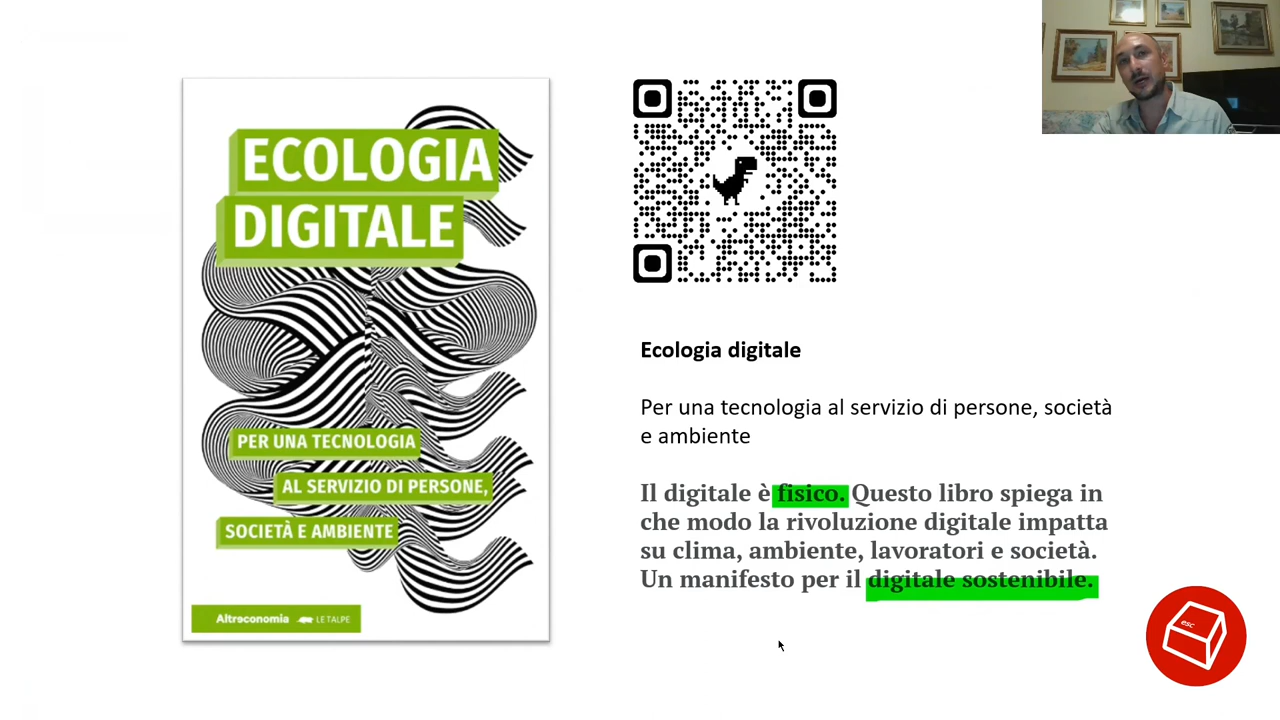 ECOLOGIA
DIGITALE
PER UNA TECNOLOGIA
AL SERVIZIO DI PERSONE,
SOCIETÀ E AMBIENTE
Altreconomia LE TALPE
Ecologia digitale
Per una tecnologia al servizio di persone, società
e ambiente
Il digitale è fisico. Questo libro spiega in
che modo la rivoluzione digitale impatta
su clima, ambiente, lavoratori e società.
Un manifesto per il digitale sostenibile.
esc